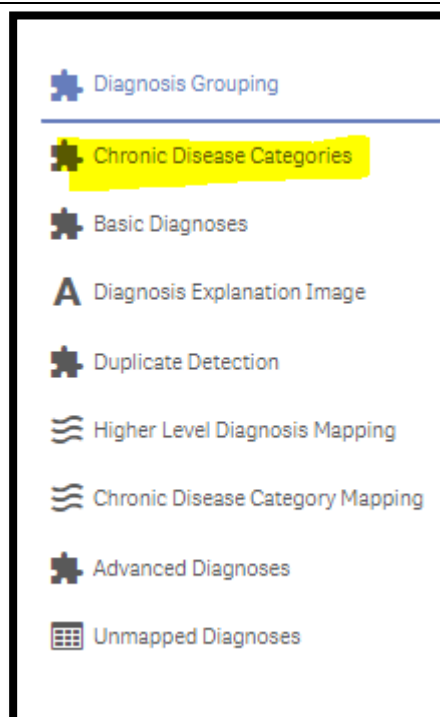 Diagnosis Grouping
Chronic Disease Categories
Basic Diagnoses
Diagnosis Explanation Image
Duplicate Detection
Higher Level Diagnosis Mapping
Chronic Disease Category Mapping
Advanced Diagnoses
Unmapped Diagnoses